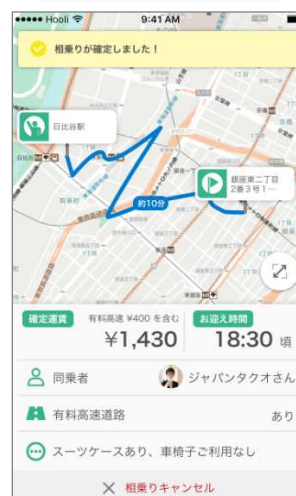 Hooli 9:41 AM
相乗りが確定しました！
日比谷駅
銀座東二丁目
2番3号1…
約10分
確定運賃 有料高速 ¥400 を含む お迎え時間
¥1,430 18:30 頃
同乗者 ジャパンタクオさん
有料高速道路 あり
スーツケースあり、車椅子ご利用なし
相乗りキャンセル